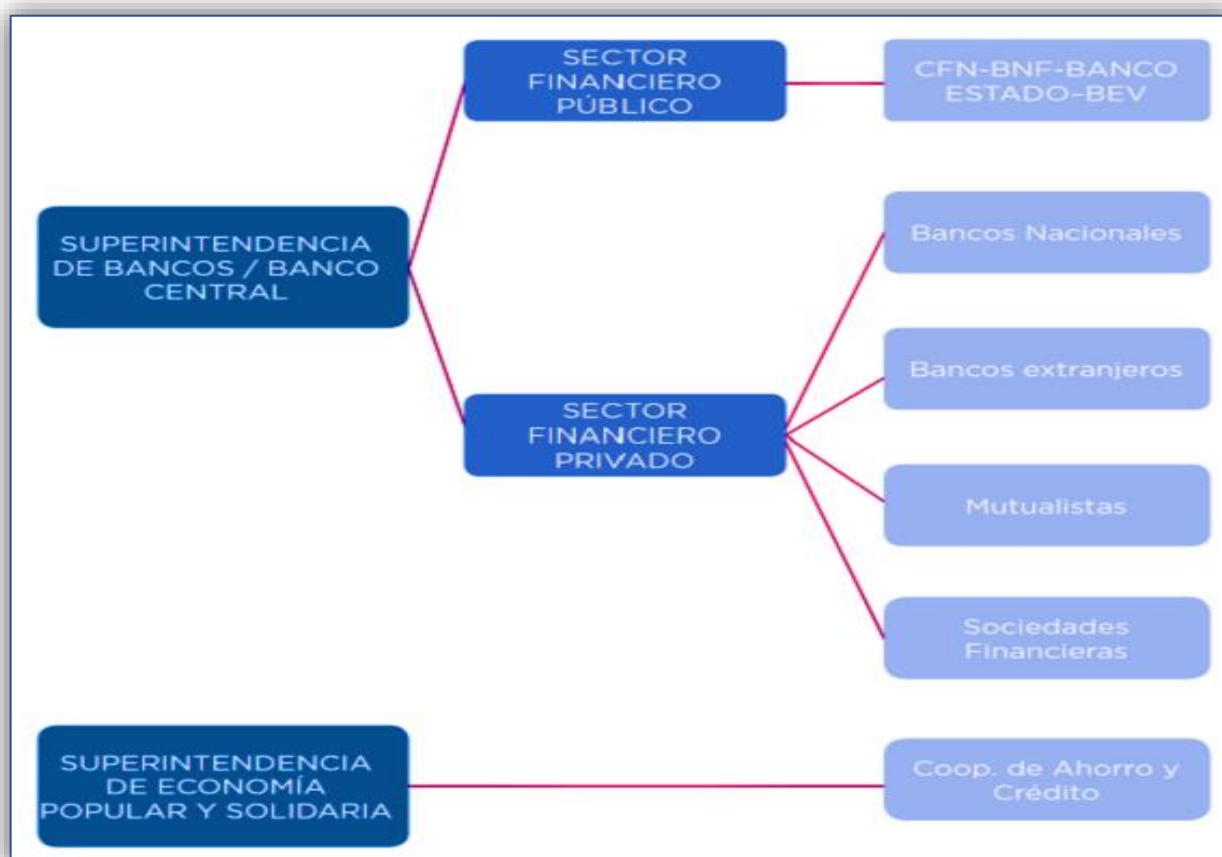 SECTOR
FINANCIERO
PÚBLICO
CFN-BNF-BANCO
ESTADO-BEV
SUPERINTENDENCIA
DE BANCOS / BANCO
CENTRAL
Bancos Nacionales
Bancos extranjeros
SECTOR
FINANCIERO
PRIVADO
Mutualistas
Sociedades
Financieras
SUPERINTENDENCIA
DE ECONOMÍA
POPULAR Y SOLIDARIA
Coop. de Ahorro y
Crédito